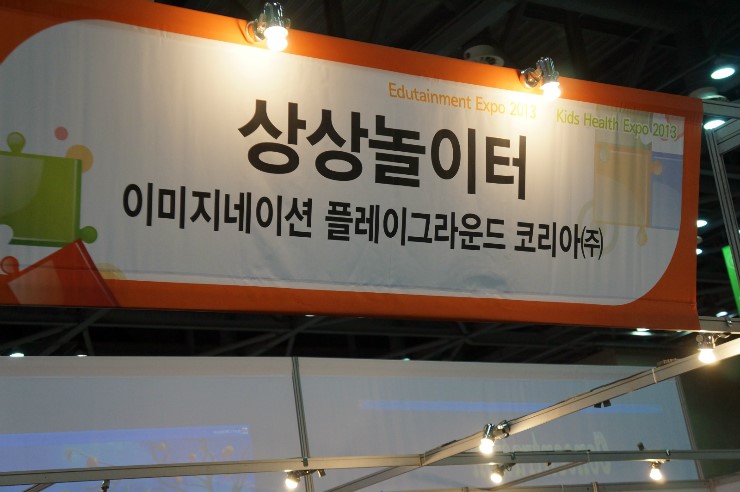 Edutainment Expo 2013 Kids Health Expo 2013
상상놀이터
이미지네이션 플레이그라운드 코리아(주)